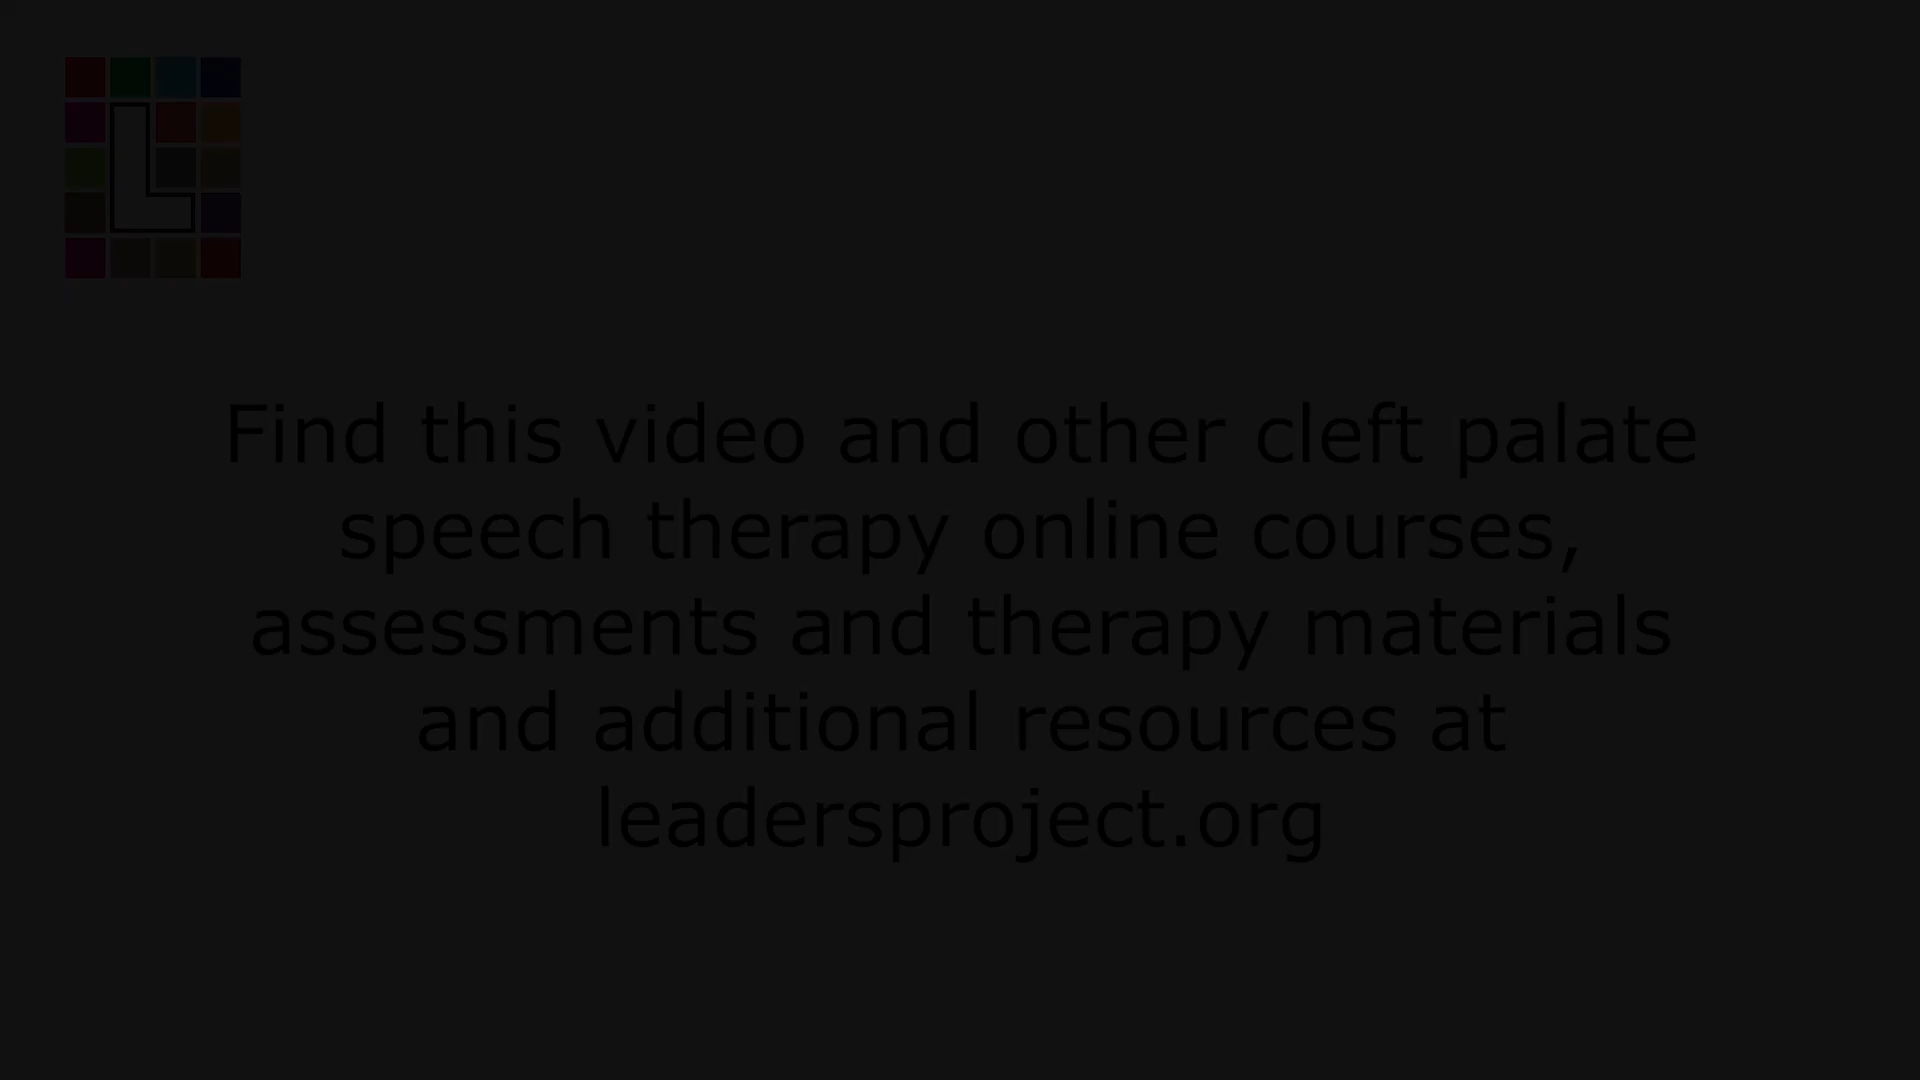 L
Find this video and other cleft palate
speech therapy online courses,
assessments and therapy materials
and additional resources at
leadersproject.org